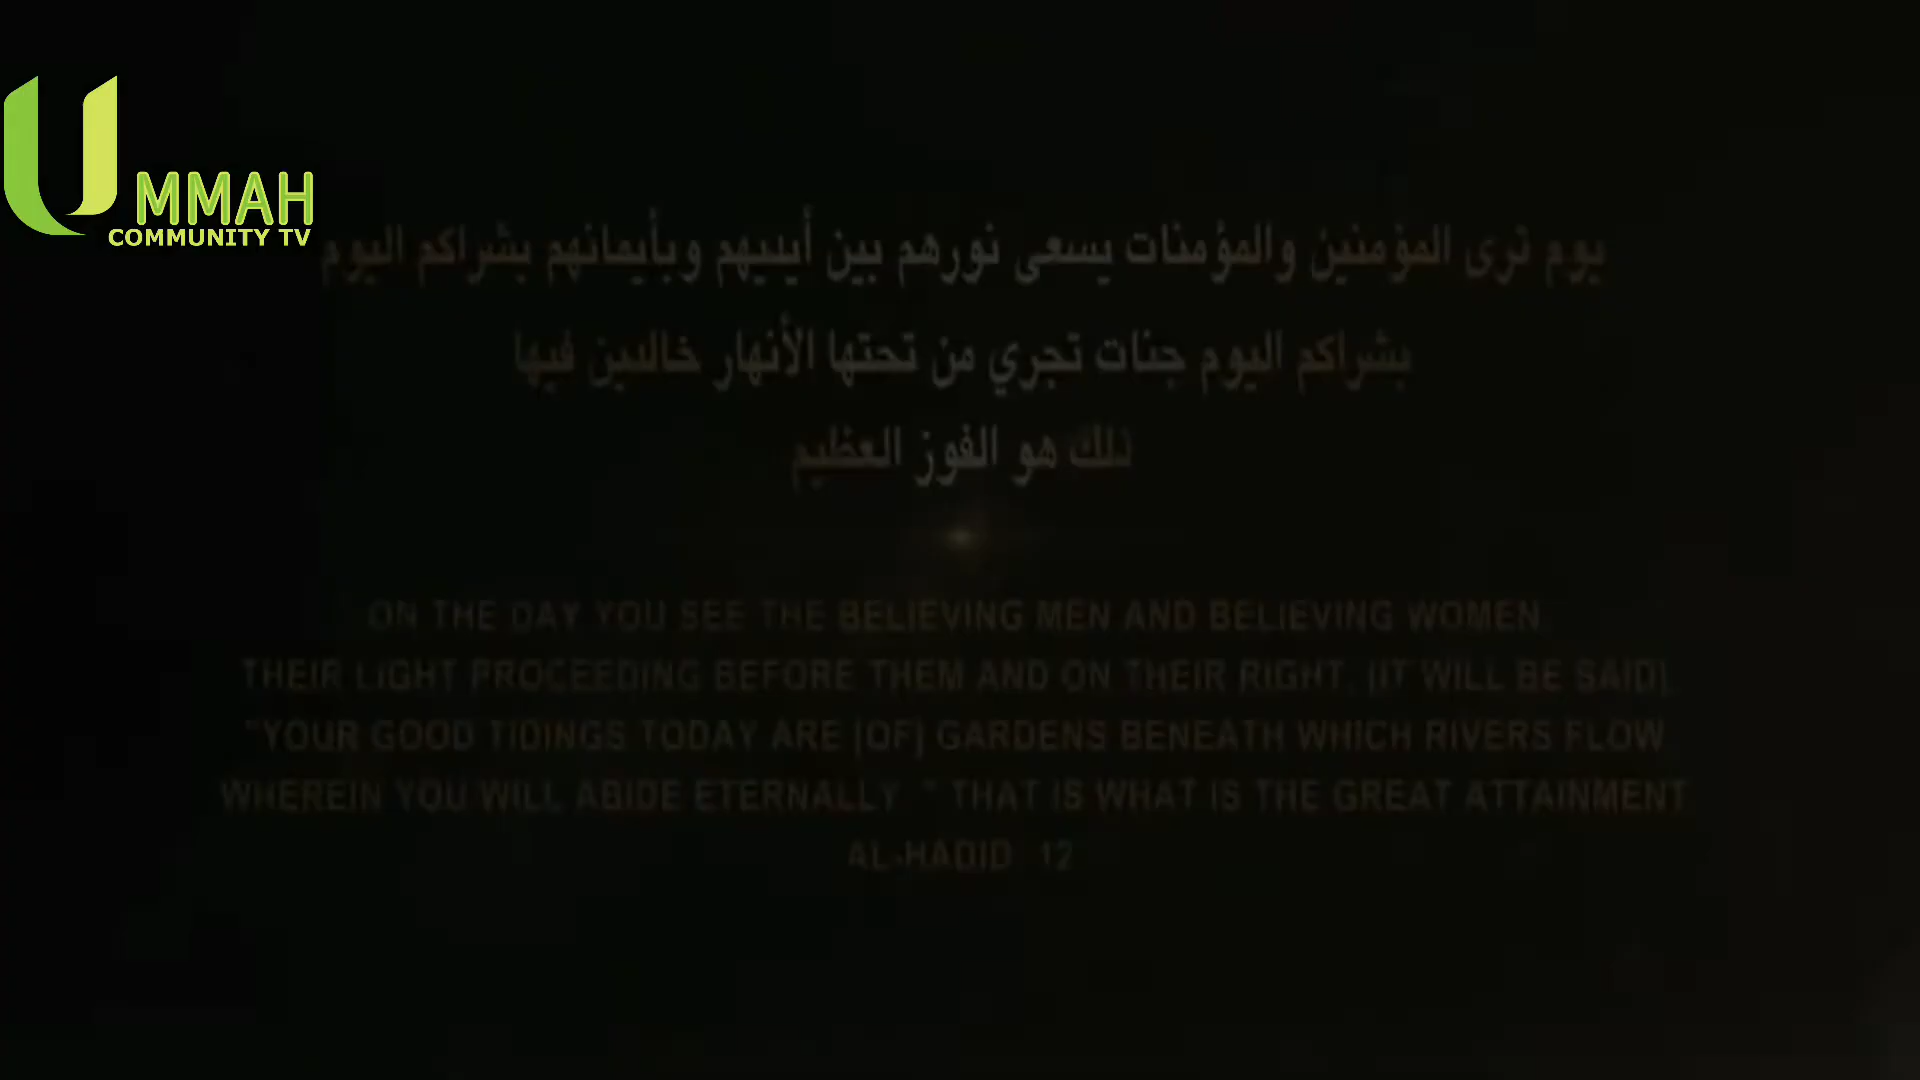 UMMAH
COMMUNITY TV
يوم ترى المؤمنين والمؤمنات يسعى نورهم بين أيديهم وبأيمانهم بشراكم اليوم
بشراكم اليوم جنات تجري من تحتها الأنهار خالدين فيها
ذلك هو الفوز العظيم
ON THE DAY YOU SEE THE BELIEVING MEN AND BELIEVING WOMEN
THEIR LIGHT PROCEEDING BEFORE THEM AND ON THEIR RIGHT, [IT WILL BE SAID],
"YOUR GOOD TIDINGS TODAY ARE [OF] GARDENS BENEATH WHICH RIVERS FLOW
WHEREIN YOU WILL ABIDE ETERNALLY." THAT IS WHAT IS THE GREAT ATTAINMENT
AL-HADID 12